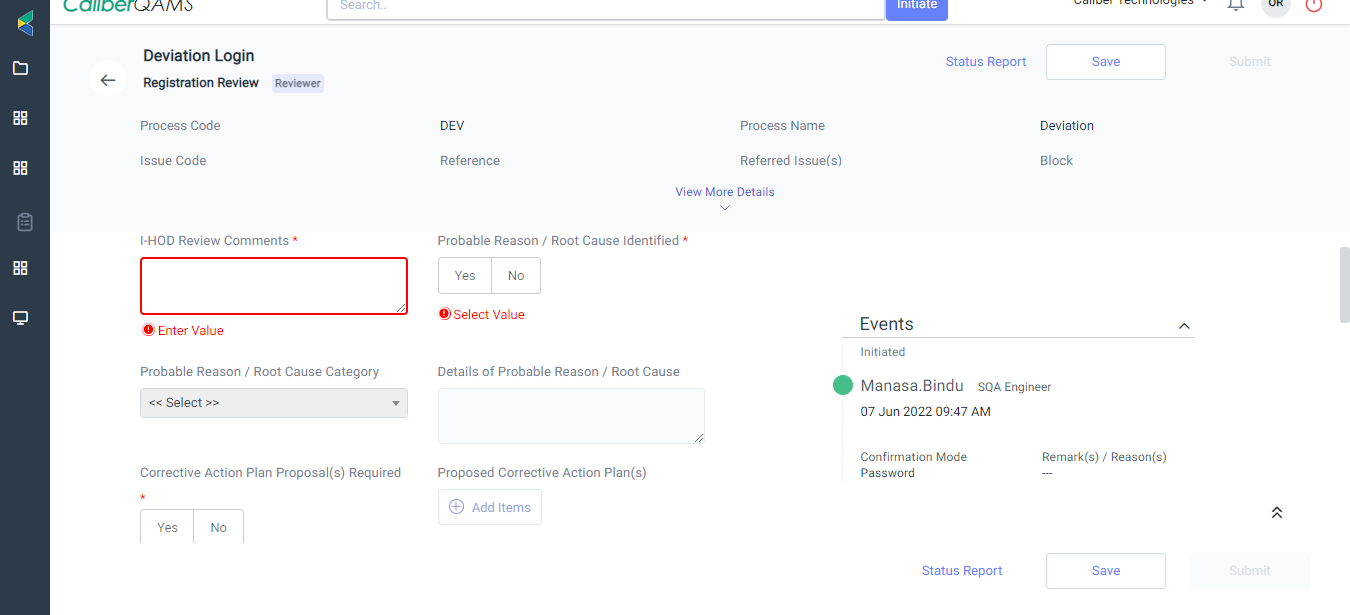 CaliberQAMS
Search..
Initiate
Caliber Technologies
OR
Deviation Login
Registration Review
Reviewer
Status Report
Save
Submit
Process Code
DEV
Process Name
Deviation
Issue Code
Reference
Referred Issue(s)
Block
View More Details
I-HOD Review Comments *
Probable Reason / Root Cause Identified *
Yes
No
Enter Value
Select Value
Probable Reason / Root Cause Category
<< Select >>
Details of Probable Reason / Root Cause
Corrective Action Plan Proposal(s) Required
*
Yes
No
Proposed Corrective Action Plan(s)
Add Items
Events
Initiated
Manasa.Bindu
SQA Engineer
07 Jun 2022 09:47 AM
Confirmation Mode
Remark(s) / Reason(s)
Password
---
Status Report
Save
Submit